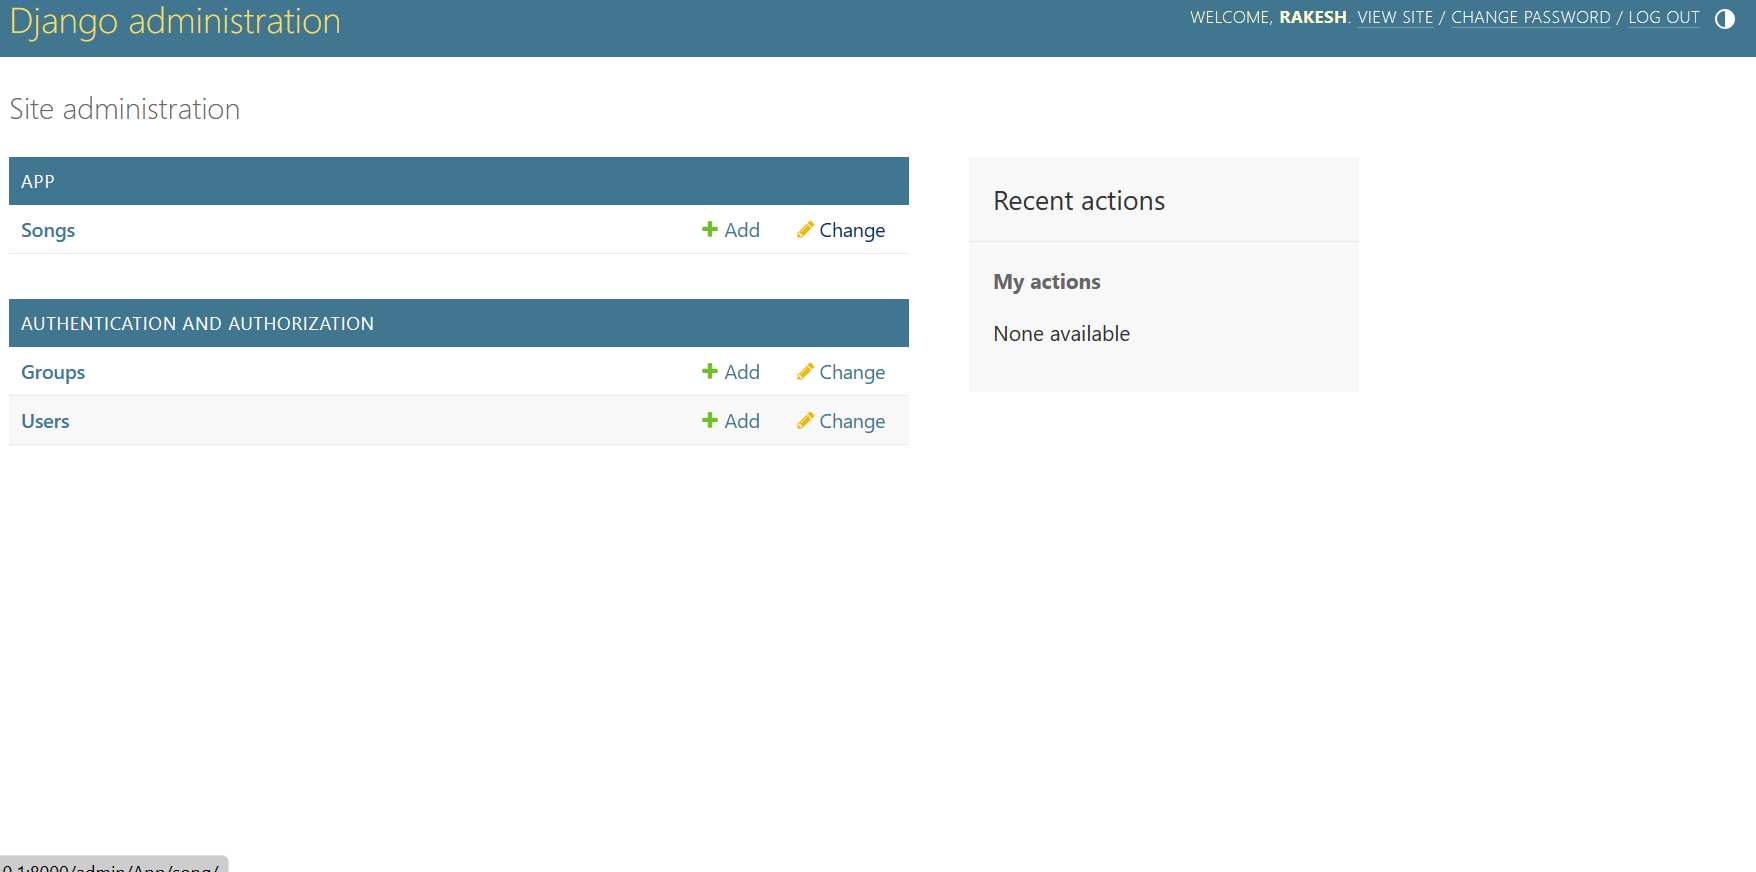 Django administration
WELCOME, RAKESH. VIEW SITE / CHANGE PASSWORD / LOG OUT
Site administration
APP
Songs Add Change
AUTHENTICATION AND AUTHORIZATION
Groups Add Change
Users Add Change
Recent actions
My actions
None available
0.1:8000/admin/App/song/